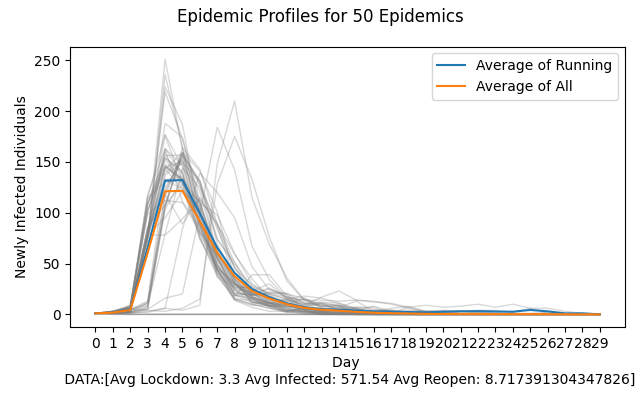 Epidemic Profiles for 50 Epidemics
Average of Running
Average of All
Newly Infected Individuals
250
200
150
100
50
0
0 1 2 3 4 5 6 7 8 9 10 11 12 13 14 15 16 17 18 19 20 21 22 23 24 25 26 27 28 29
Day
DATA:[Avg Lockdown: 3.3 Avg Infected: 571.54 Avg Reopen: 8.717391304347826]